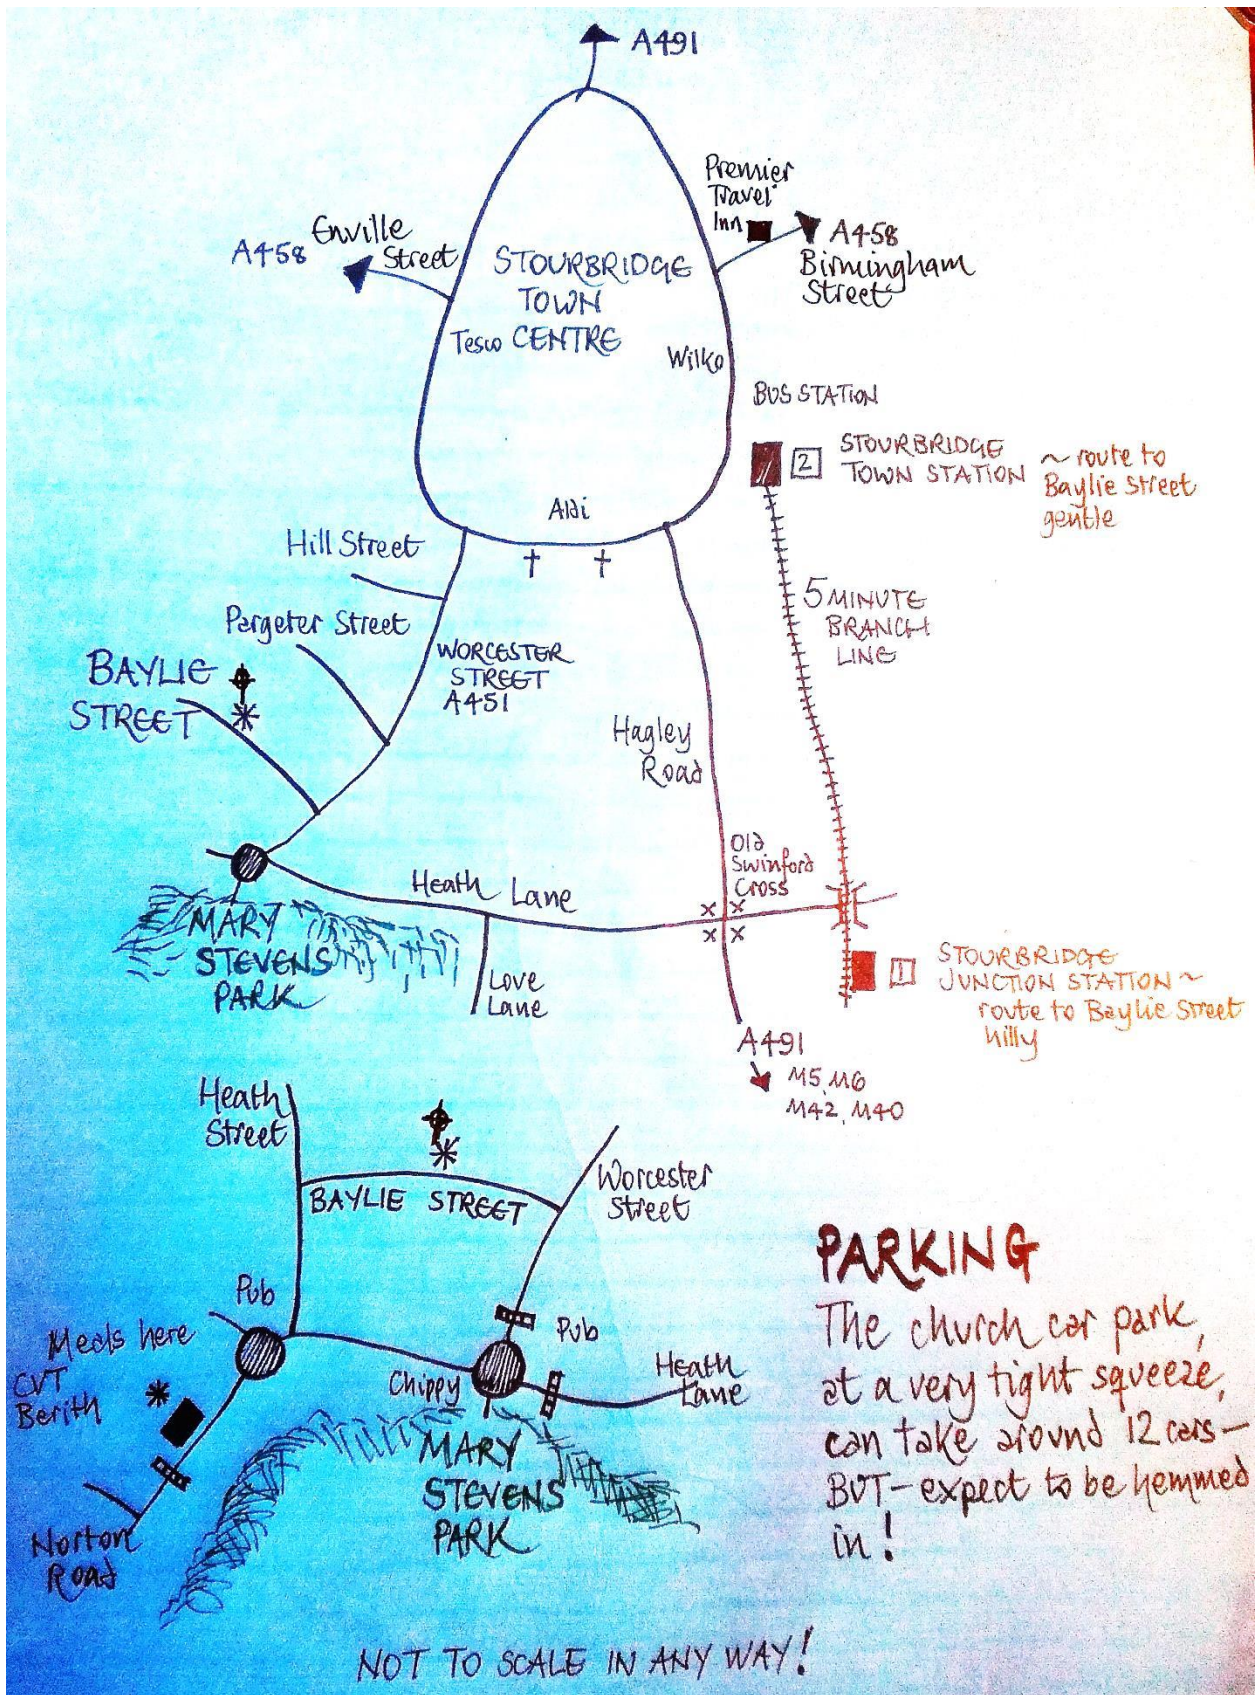 A491
Premier
Travel
Inn
A458
Birmingham
Street
Enville
Street
A458
STOURBRIDGE
TOWN
CENTRE
Tesco
Wilko
BUS STATION
2
STOURBRIDGE
TOWN STATION
~ route to
Baylie Street
gentle
Aldi
Hill Street
Pargeter Street
5 MINUTE
BRANCH
LINE
WORCESTER
STREET
A451
BAYLIE
STREET
Hagley
Road
Old
Swinford
Cross
Heath Lane
MARY
STEVENS
PARK
Love
Lane
1
STOURBRIDGE
JUNCTION STATION ~
route to Baylie Street
hilly
A491
M5, M6
M42, M40
Heath
Street
BAYLIE STREET
Worcester
Street
Pub
Meals here
CVT
Berith
Pub
Chippy
Heath
Lane
MARY
STEVENS
PARK
Norton
Road
PARKING
The church car park,
at a very tight squeeze,
can take around 12 cars –
BUT – expect to be hemmed
in!
NOT TO SCALE IN ANY WAY!